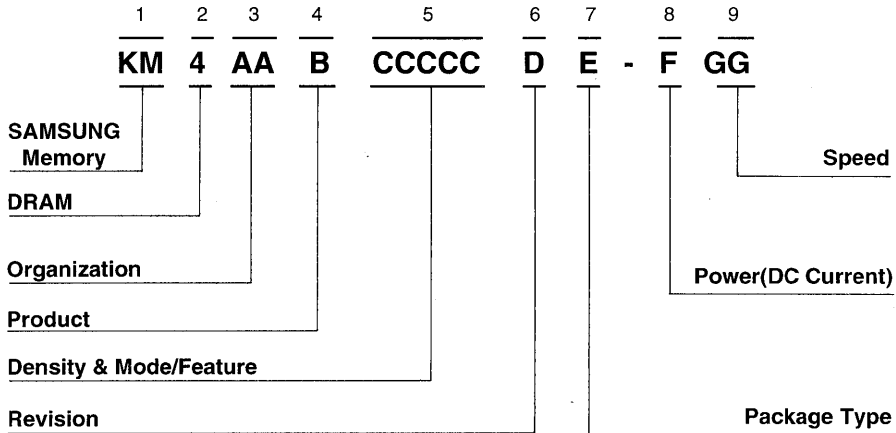 1 2 3 4 5 6 7 8 9
KM 4 AA B CCCCC D E - F GG
SAMSUNG
Memory
Speed
DRAM
Organization
Power(DC Current)
Product
Density & Mode/Feature
Revision
Package Type